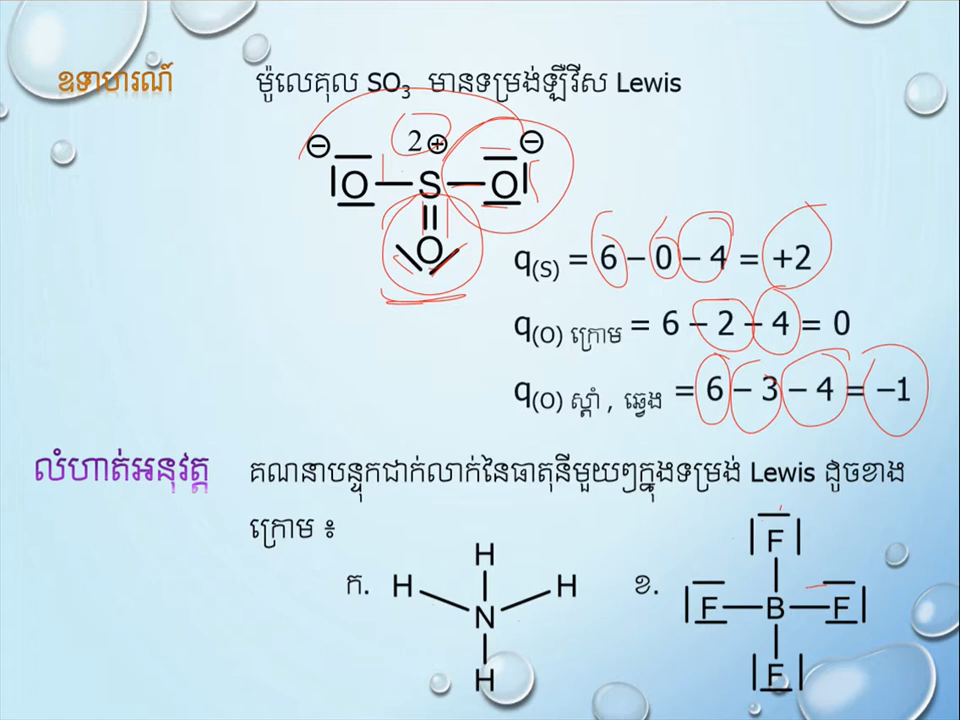 ឧទាហរណ៍ ម៉ូលេគុល SO₃ មានទម្រង់ឡឺវីស Lewis
⊖ 2⊕ ⊖
O S O
O
q(S) = 6 – 0 – 4 = +2
q(O) ក្រោម = 6 – 2 – 4 = 0
q(O) ស្តាំ , ឆ្វេង = 6 – 3 – 4 = –1
លំហាត់អនុវត្ត គណនាបន្ទុកជាក់លាក់នៃធាតុនីមួយៗក្នុងទម្រង់ Lewis ដូចខាង
ក្រោម ៖
ក. H H H N H
ខ. F F B F F